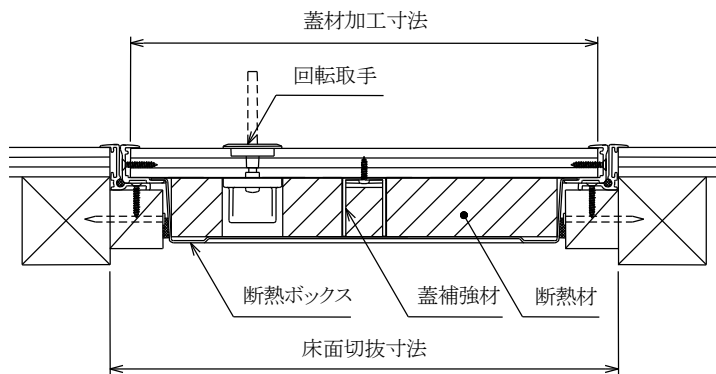 蓋材加工寸法
回転取手
断熱ボックス
蓋補強材
断熱材
床面切抜寸法